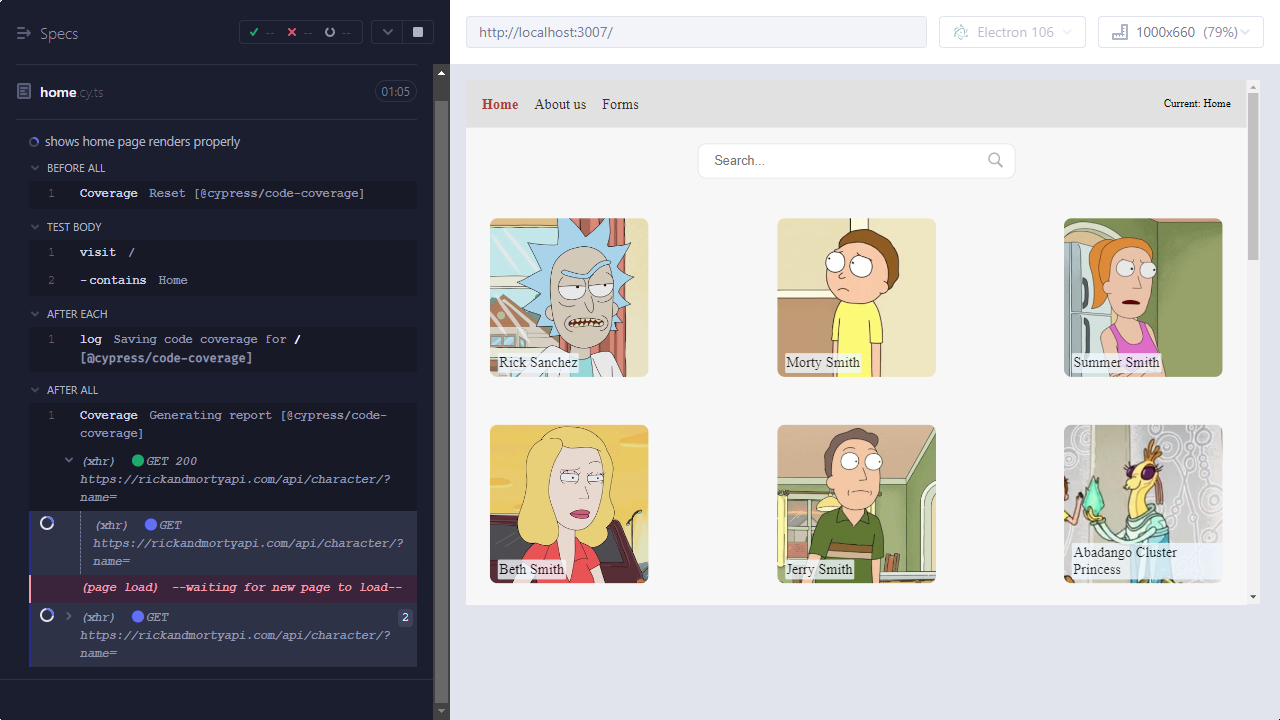 Specs
-- -- --
http://localhost:3007/
Electron 106
1000x660 (79%)
home.cy.ts
01:05
shows home page renders properly
BEFORE ALL
1 Coverage Reset [@cypress/code-coverage]
TEST BODY
1 visit /
2 -contains Home
AFTER EACH
1 log Saving code coverage for /
[@cypress/code-coverage]
AFTER ALL
1 Coverage Generating report [@cypress/code-
coverage]
(xhr) GET 200
https://rickandmortyapi.com/api/character/?
name=
(xhr) GET
https://rickandmortyapi.com/api/character/?
name=
(page load) --waiting for new page to load--
(xhr) GET 2
https://rickandmortyapi.com/api/character/?
name=
Home About us Forms
Current: Home
Search...
Rick Sanchez
Morty Smith
Summer Smith
Beth Smith
Jerry Smith
Abadango Cluster
Princess